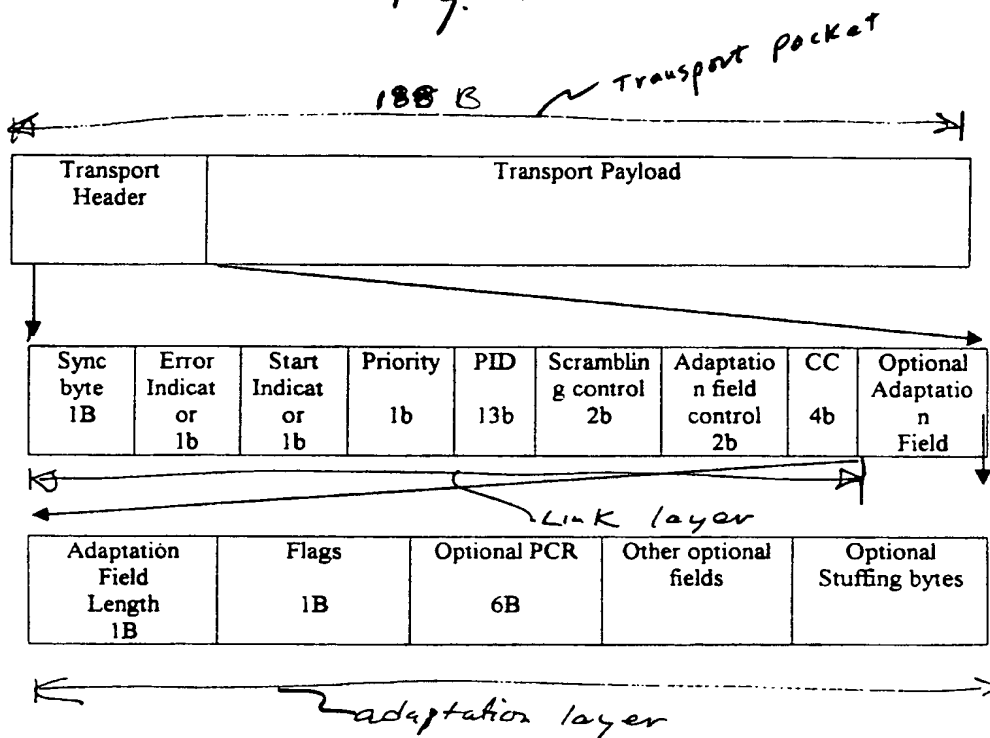 Fig.
Transport packet
188 B
Transport
Header
Transport Payload
Sync
byte
1B
Error
Indicat
or
1b
Start
Indicat
or
1b
Priority
1b
PID
13b
Scramblin
g control
2b
Adaptatio
n field
control
2b
CC
4b
Optional
Adaptatio
n
Field
Link layer
Adaptation
Field
Length
1B
Flags
1B
Optional PCR
6B
Other optional
fields
Optional
Stuffing bytes
adaptation layer